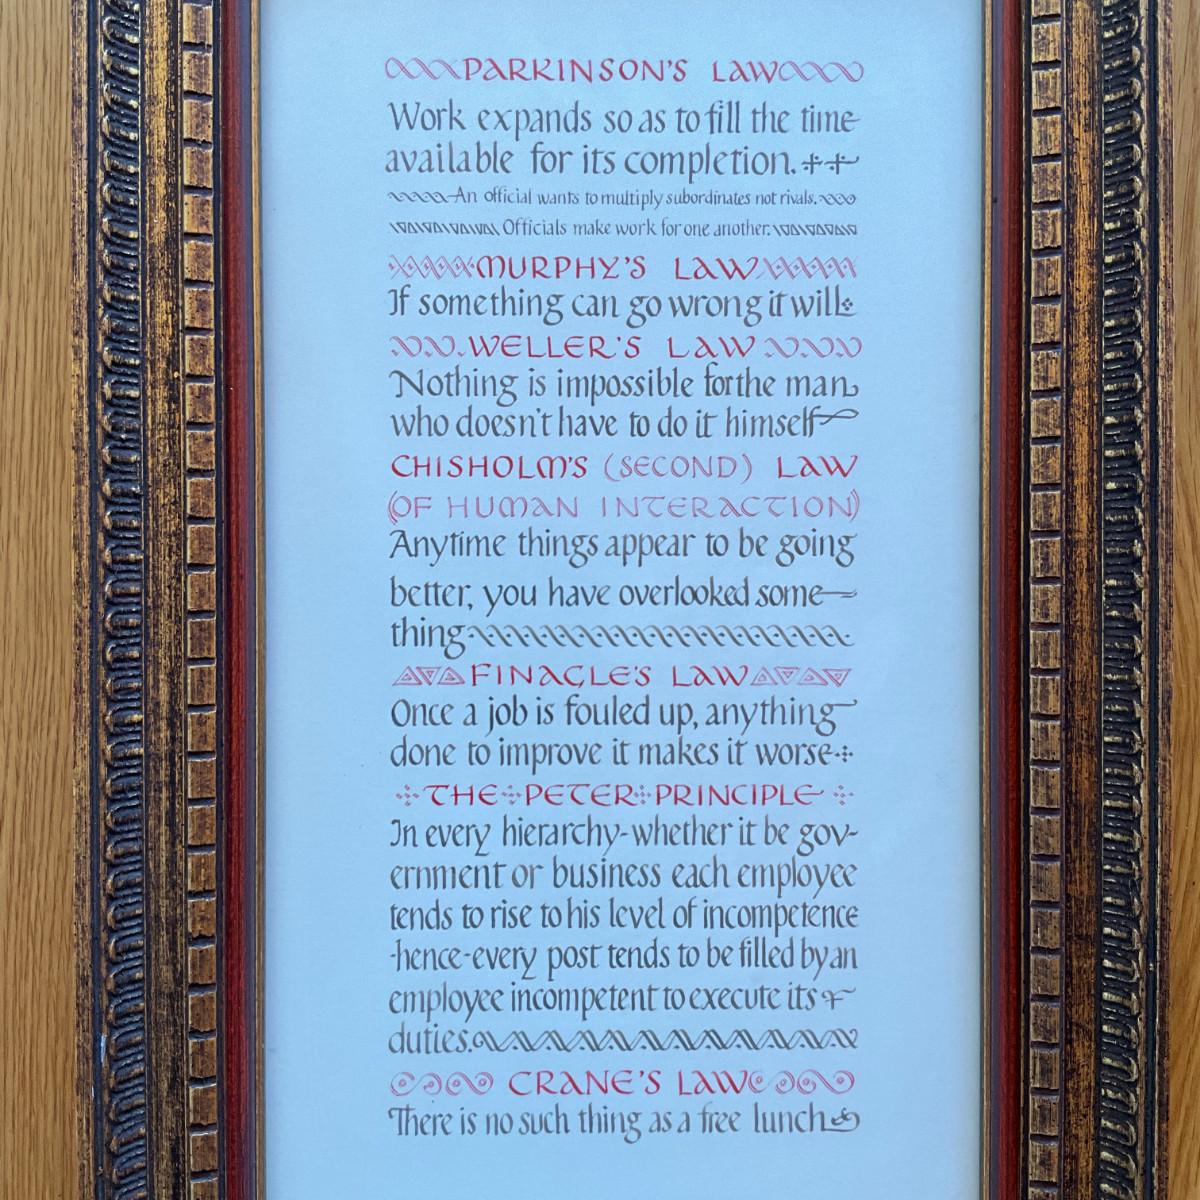 PARKINSON'S LAW
Work expands so as to fill the time
available for its completion.
An official wants to multiply subordinates not rivals.
Officials make work for one another.
MURPHY'S LAW
If something can go wrong it will
WELLER'S LAW
Nothing is impossible for the man
who doesn't have to do it himself
CHISHOLM'S (SECOND) LAW
(OF HUMAN INTERACTION)
Anytime things appear to be going
better, you have overlooked some-
thing
FINAGLE'S LAW
Once a job is fouled up, anything
done to improve it makes it worse
THE PETER PRINCIPLE
In every hierarchy-whether it be gov-
ernment or business each employee
tends to rise to his level of incompetence
-hence-every post tends to be filled by an
employee incompetent to execute its
duties.
CRANE'S LAW
There is no such thing as a free lunch